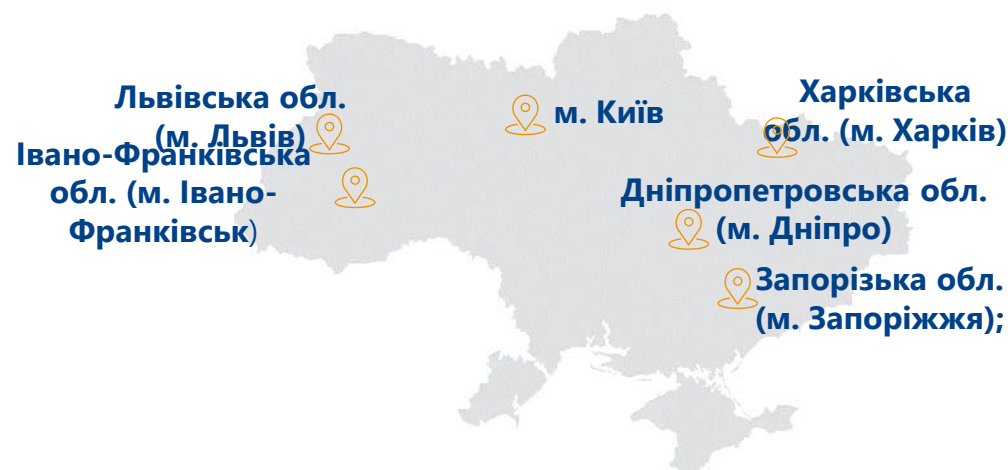 Львівська обл.
(м. Львів)
Івано-Франківська
обл. (м. Івано-
Франківськ)
м. Київ
Харківська
обл. (м. Харків)
Дніпропетровська обл.
(м. Дніпро)
Запорізька обл.
(м. Запоріжжя);